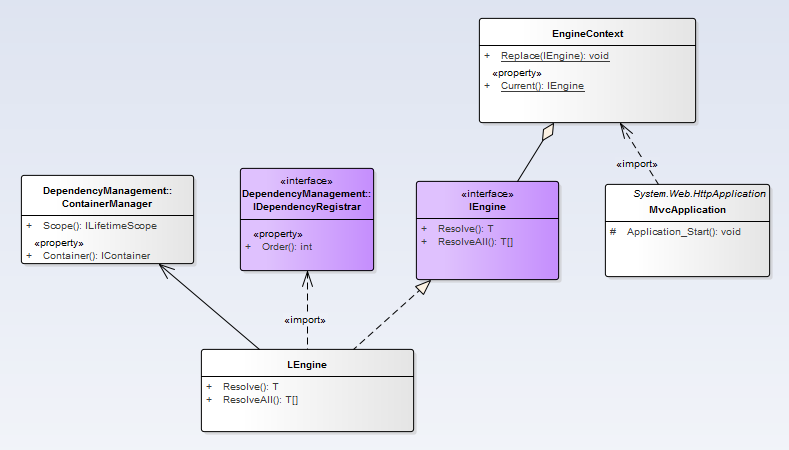 EngineContext
+ Replace(IEngine): void
«property»
+ Current(): IEngine
«import»
DependencyManagement::
ContainerManager
+ Scope(): ILifetimeScope
«property»
+ Container(): IContainer
«interface»
DependencyManagement::
IDependencyRegistrar
«property»
+ Order(): int
«interface»
IEngine
+ Resolve(): T
+ ResolveAll(): T[]
System.Web.HttpApplication
MvcApplication
# Application_Start(): void
«import»
LEngine
+ Resolve(): T
+ ResolveAll(): T[]